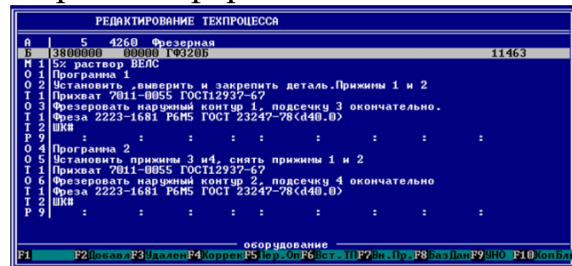 РЕДАКТИРОВАНИЕ ТЕХПРОЦЕССА
А 5 4260 Фрезерная
Б 3800000 00000 ГФ320Б 11463
М 1 5% раствор ВЕЛС
О 1 Программа 1
О 2 Установить ,выверить и закрепить деталь.Прижимы 1 и 2
Т 1 Прихват 7011-0055 ГОСТ12937-67
О 3 Фрезеровать наружный контур 1, подсечку 3 окончательно.
Т 1 Фреза 2223-1681 Р6М5 ГОСТ 23247-78(d40.0)
Т 2 ШК#
Р 9 : : : : : : : :
О 4 Программа 2
О 5 Установить прижимы 3 и4, снять прижимы 1 и 2
Т 1 Прихват 7011-0055 ГОСТ12937-67
О 6 Фрезеровать наружный контур 2, подсечку 4 окончательно
Т 1 Фреза 2223-1681 Р6М5 ГОСТ 23247-78(d40.0)
Т 2 ШК#
Р 9 : : : : : : : :
оборудование
F1 F2Добавл F3Удален F4Коррек F5Пер.Оп F6Вст.ТП F7Вн.Пр. F8БазДан F9УНО F10КопБл